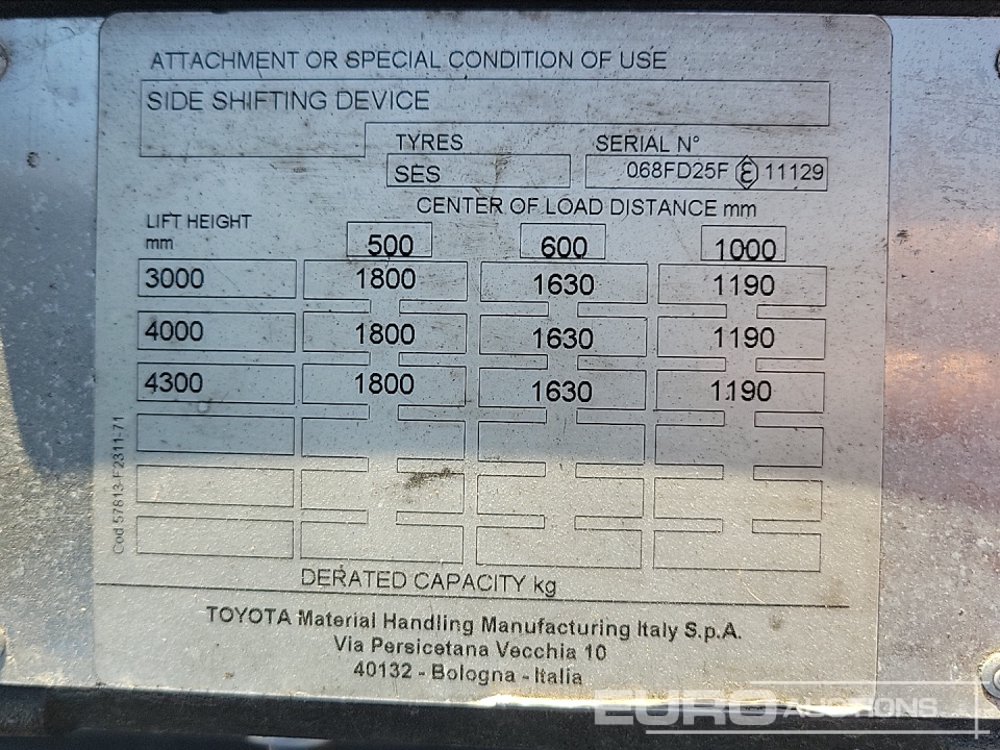 ATTACHMENT OR SPECIAL CONDITION OF USE
SIDE SHIFTING DEVICE
TYRES SERIAL N°
SES 068FD25F ε 11129
CENTER OF LOAD DISTANCE mm
LIFT HEIGHT
mm 500 600 1000
3000 1800 1630 1190
4000 1800 1630 1190
4300 1800 1630 1190
Cod 57813-F2311-71
DERATED CAPACITY kg
TOYOTA Material Handling Manufacturing Italy S.p.A.
Via Persicetana Vecchia 10
40132 - Bologna - Italia
EURO AUCTIONS